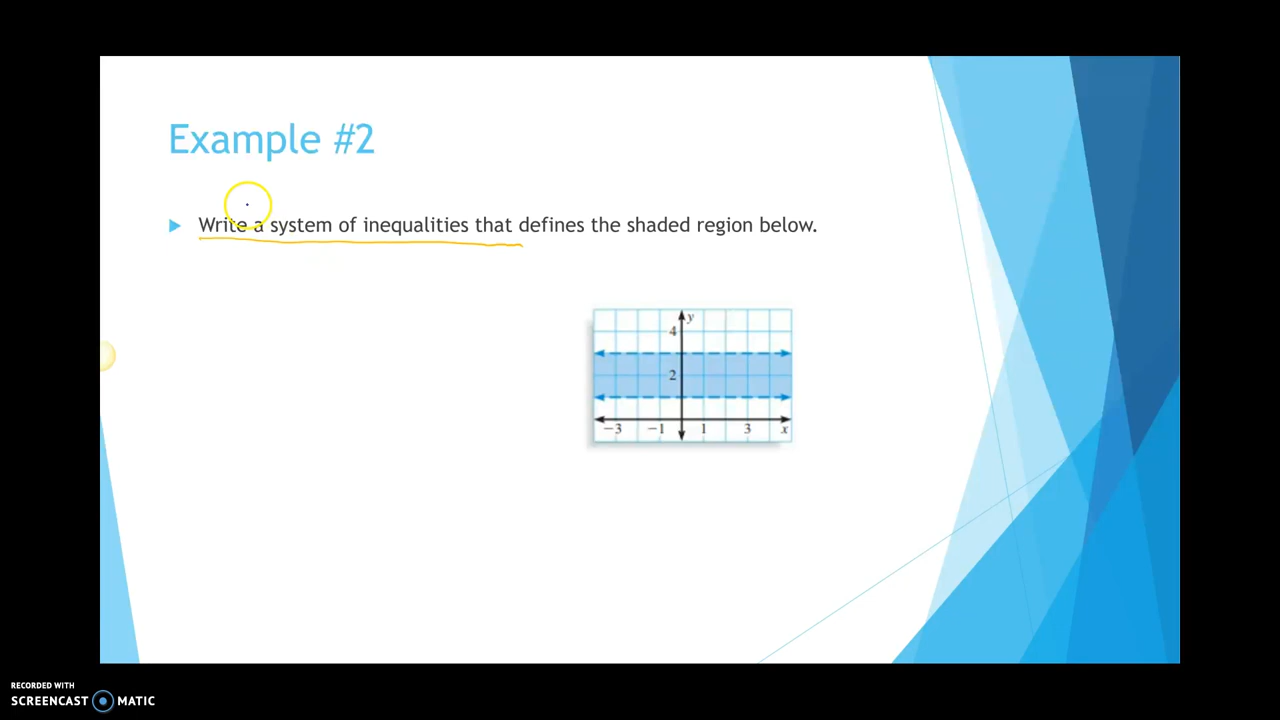 Example #2
Write a system of inequalities that defines the shaded region below.
y
4
2
-3 -1 1 3 x
RECORDED WITH
SCREENCAST MATIC